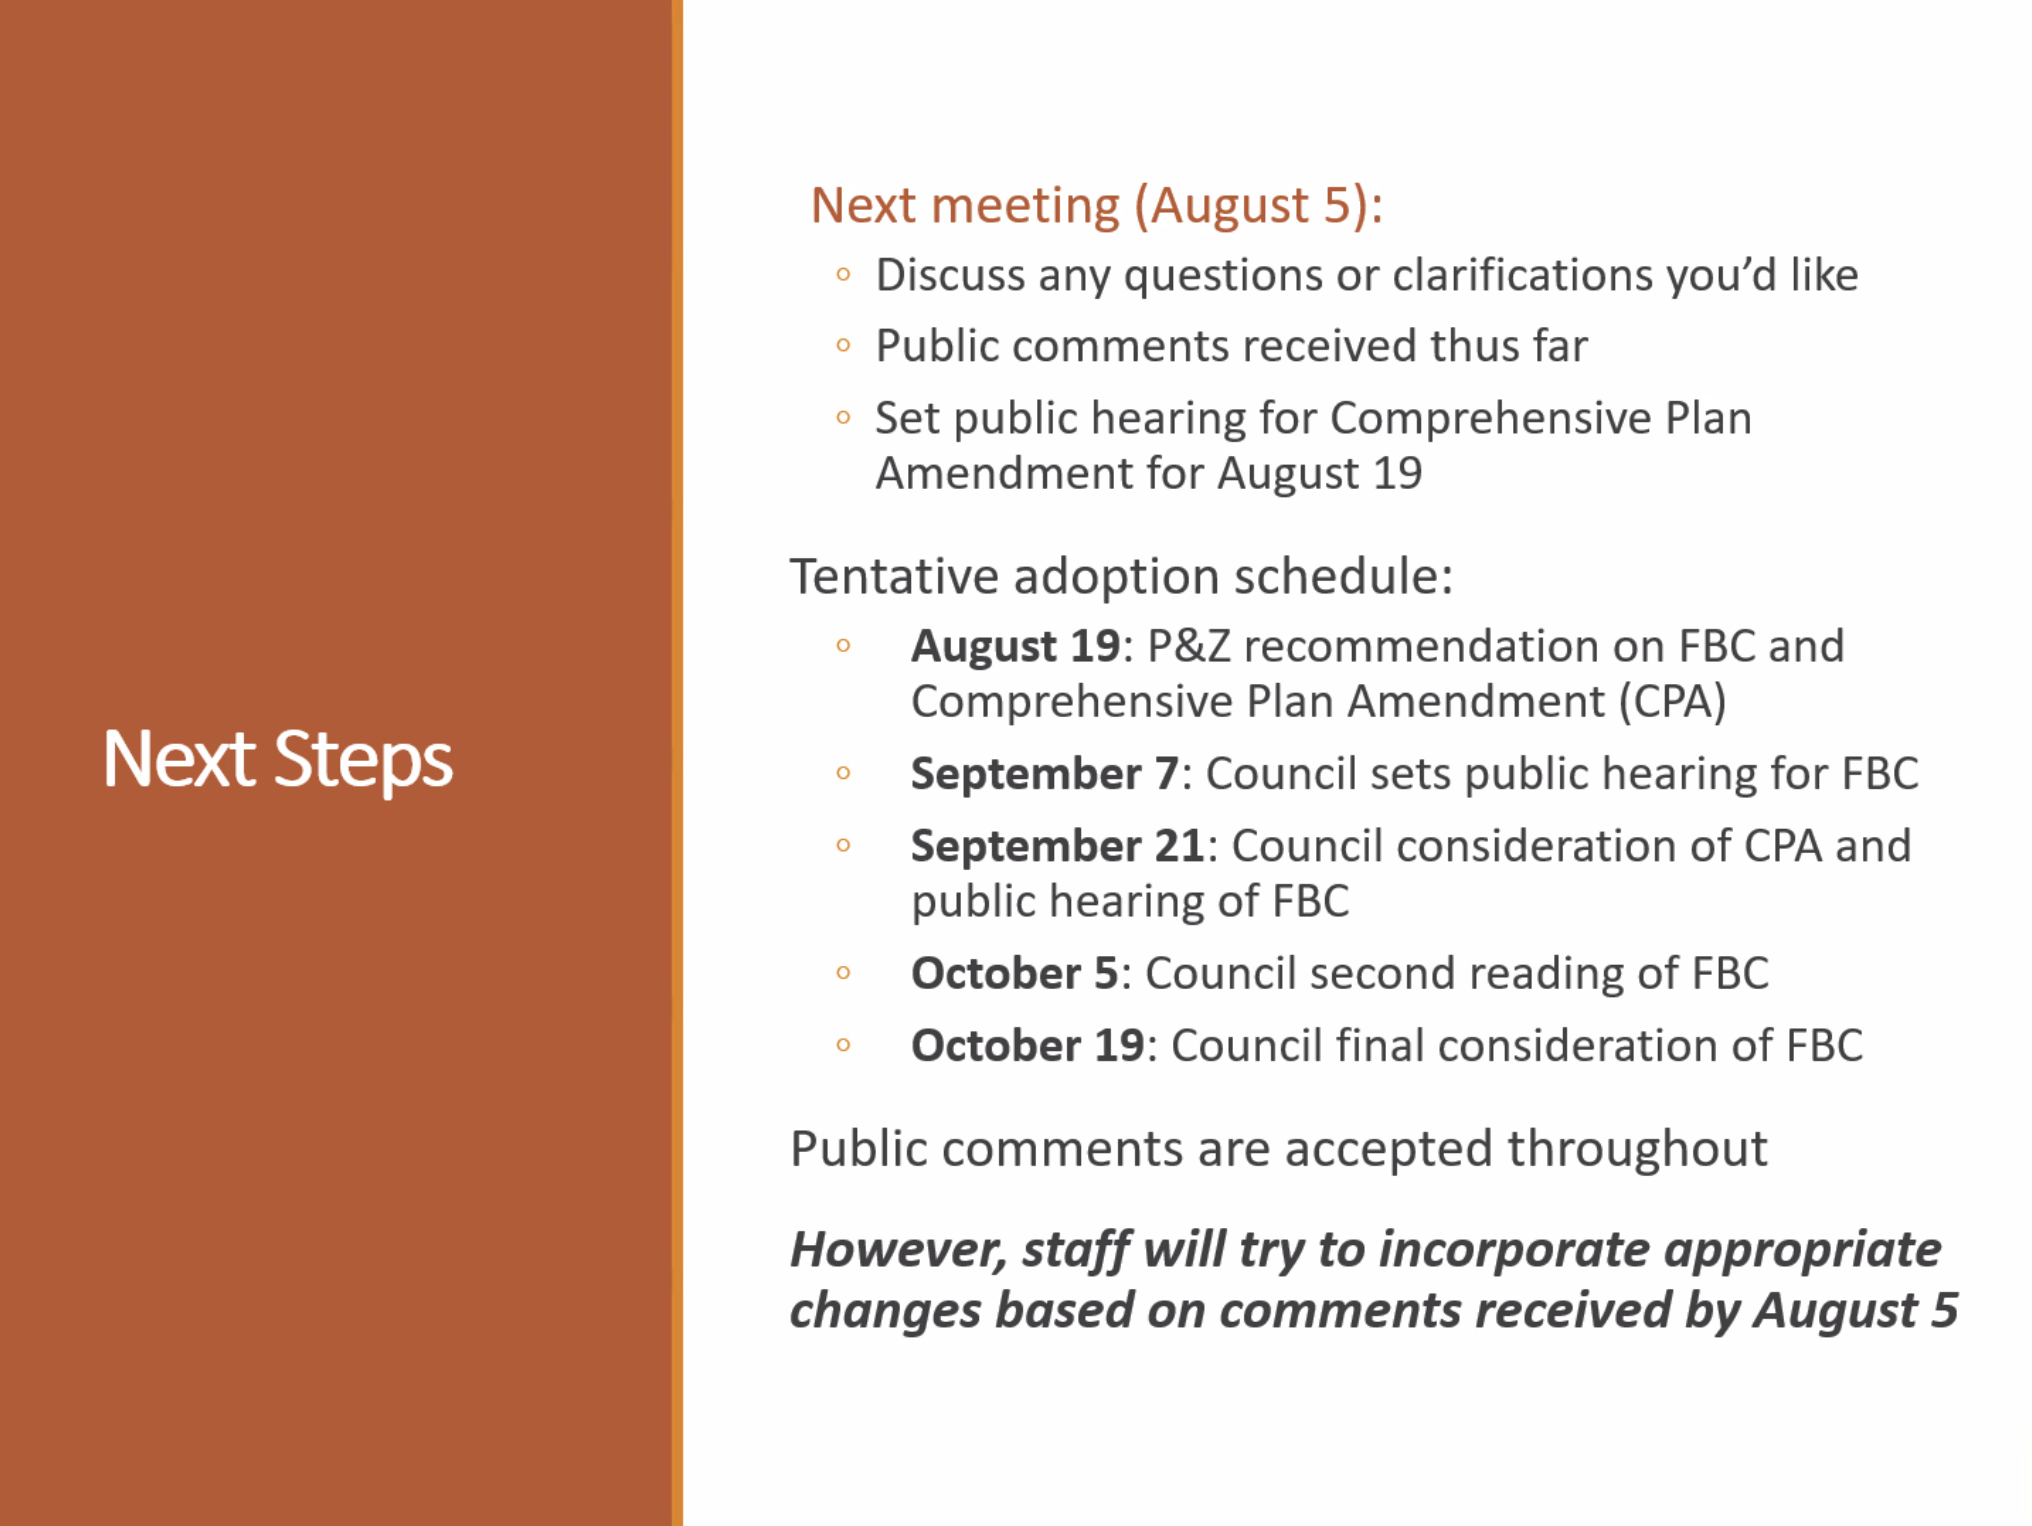 Next Steps
Next meeting (August 5):
◦ Discuss any questions or clarifications you’d like
◦ Public comments received thus far
◦ Set public hearing for Comprehensive Plan
Amendment for August 19
Tentative adoption schedule:
◦ August 19: P&Z recommendation on FBC and
Comprehensive Plan Amendment (CPA)
◦ September 7: Council sets public hearing for FBC
◦ September 21: Council consideration of CPA and
public hearing of FBC
◦ October 5: Council second reading of FBC
◦ October 19: Council final consideration of FBC
Public comments are accepted throughout
However, staff will try to incorporate appropriate
changes based on comments received by August 5